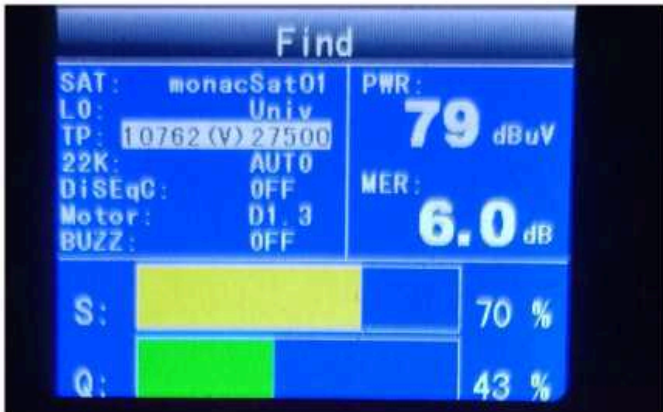 Find
SAT: monacSat01
LO: Univ
TP: 10762(V)27500
22K: AUTO
DiSEqC: OFF
Motor: D1.3
BUZZ: OFF
PWR:
79 dBuV
MER:
6.0 dB
S: 70 %
Q: 43 %